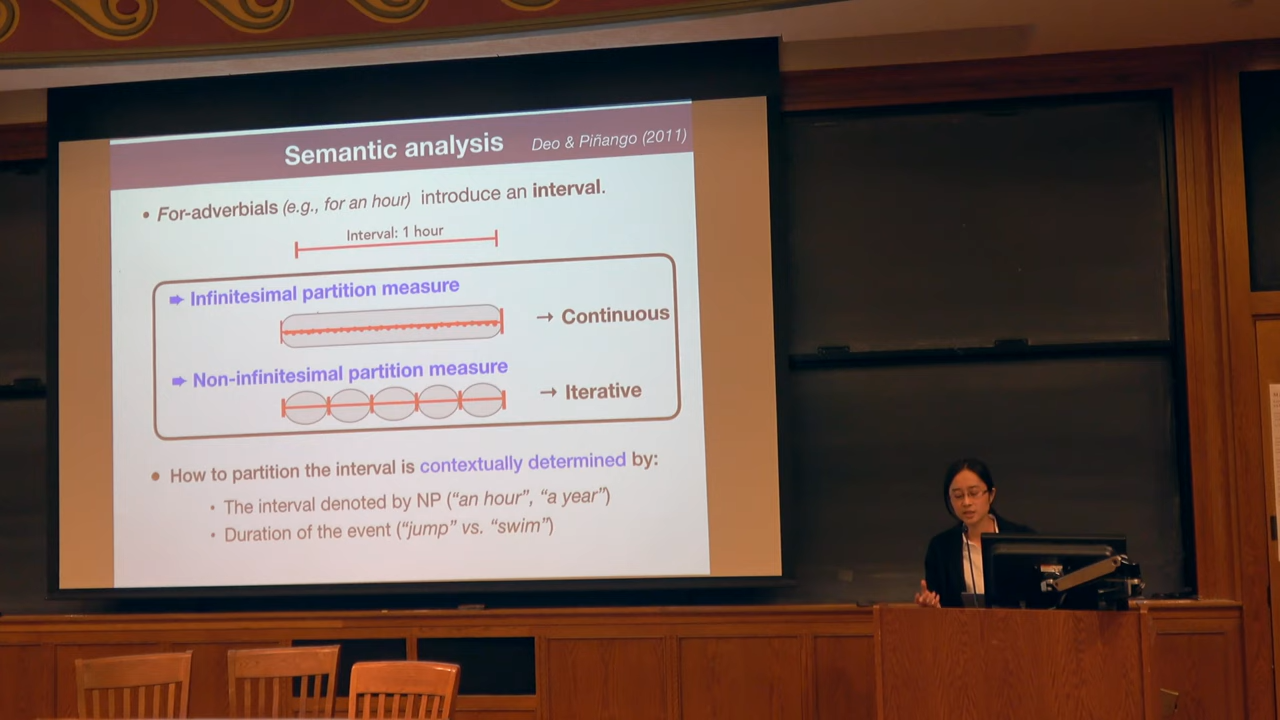 Semantic analysis Deo & Piñango (2011)
• For-adverbials (e.g., for an hour) introduce an interval.
Interval: 1 hour
➡ Infinitesimal partition measure
→ Continuous
➡ Non-infinitesimal partition measure
→ Iterative
• How to partition the interval is contextually determined by:
• The interval denoted by NP (“an hour”, “a year”)
• Duration of the event (“jump” vs. “swim”)